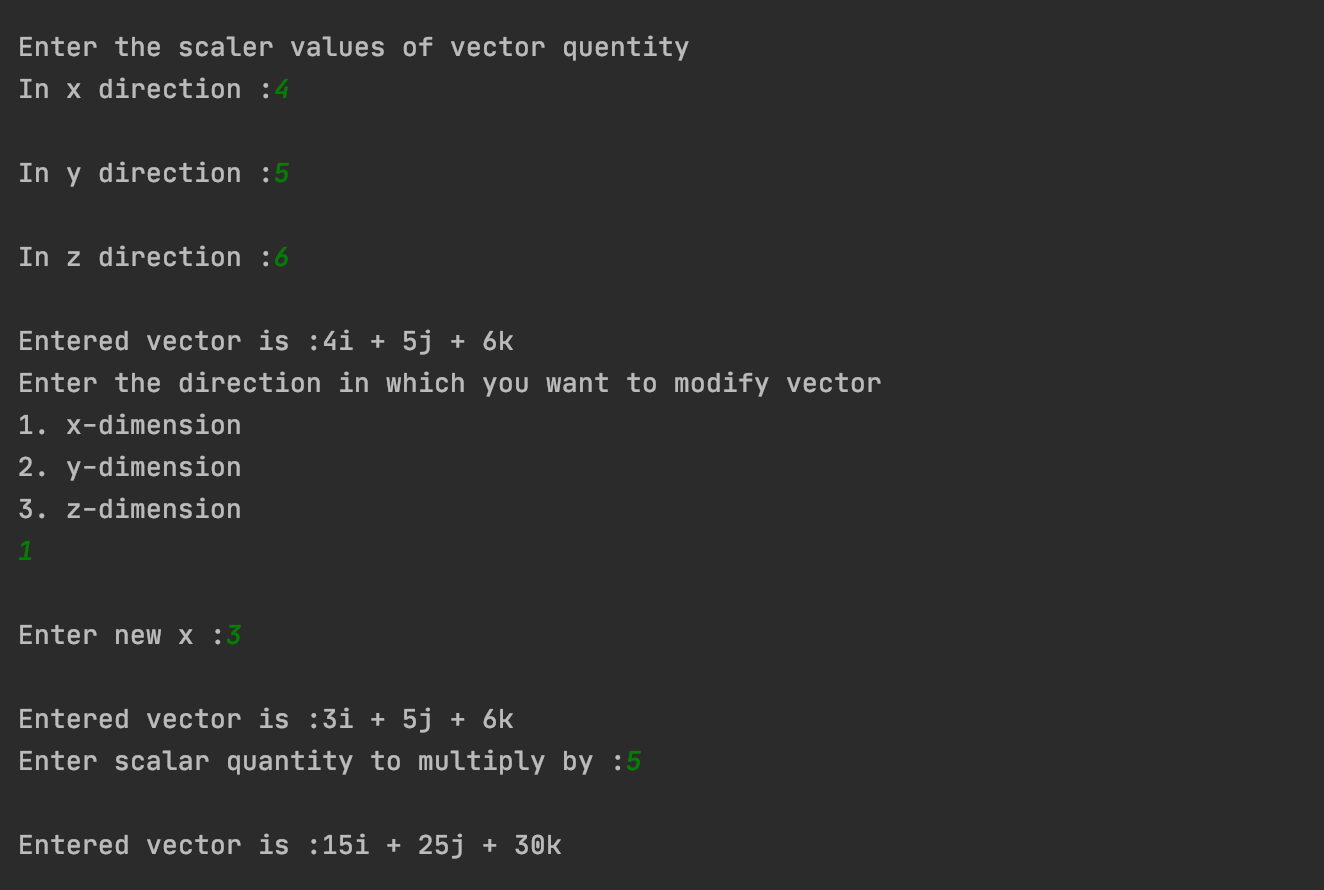 Enter the scaler values of vector quentity
In x direction :4
In y direction :5
In z direction :6
Entered vector is :4i + 5j + 6k
Enter the direction in which you want to modify vector
1. x-dimension
2. y-dimension
3. z-dimension
1
Enter new x :3
Entered vector is :3i + 5j + 6k
Enter scalar quantity to multiply by :5
Entered vector is :15i + 25j + 30k